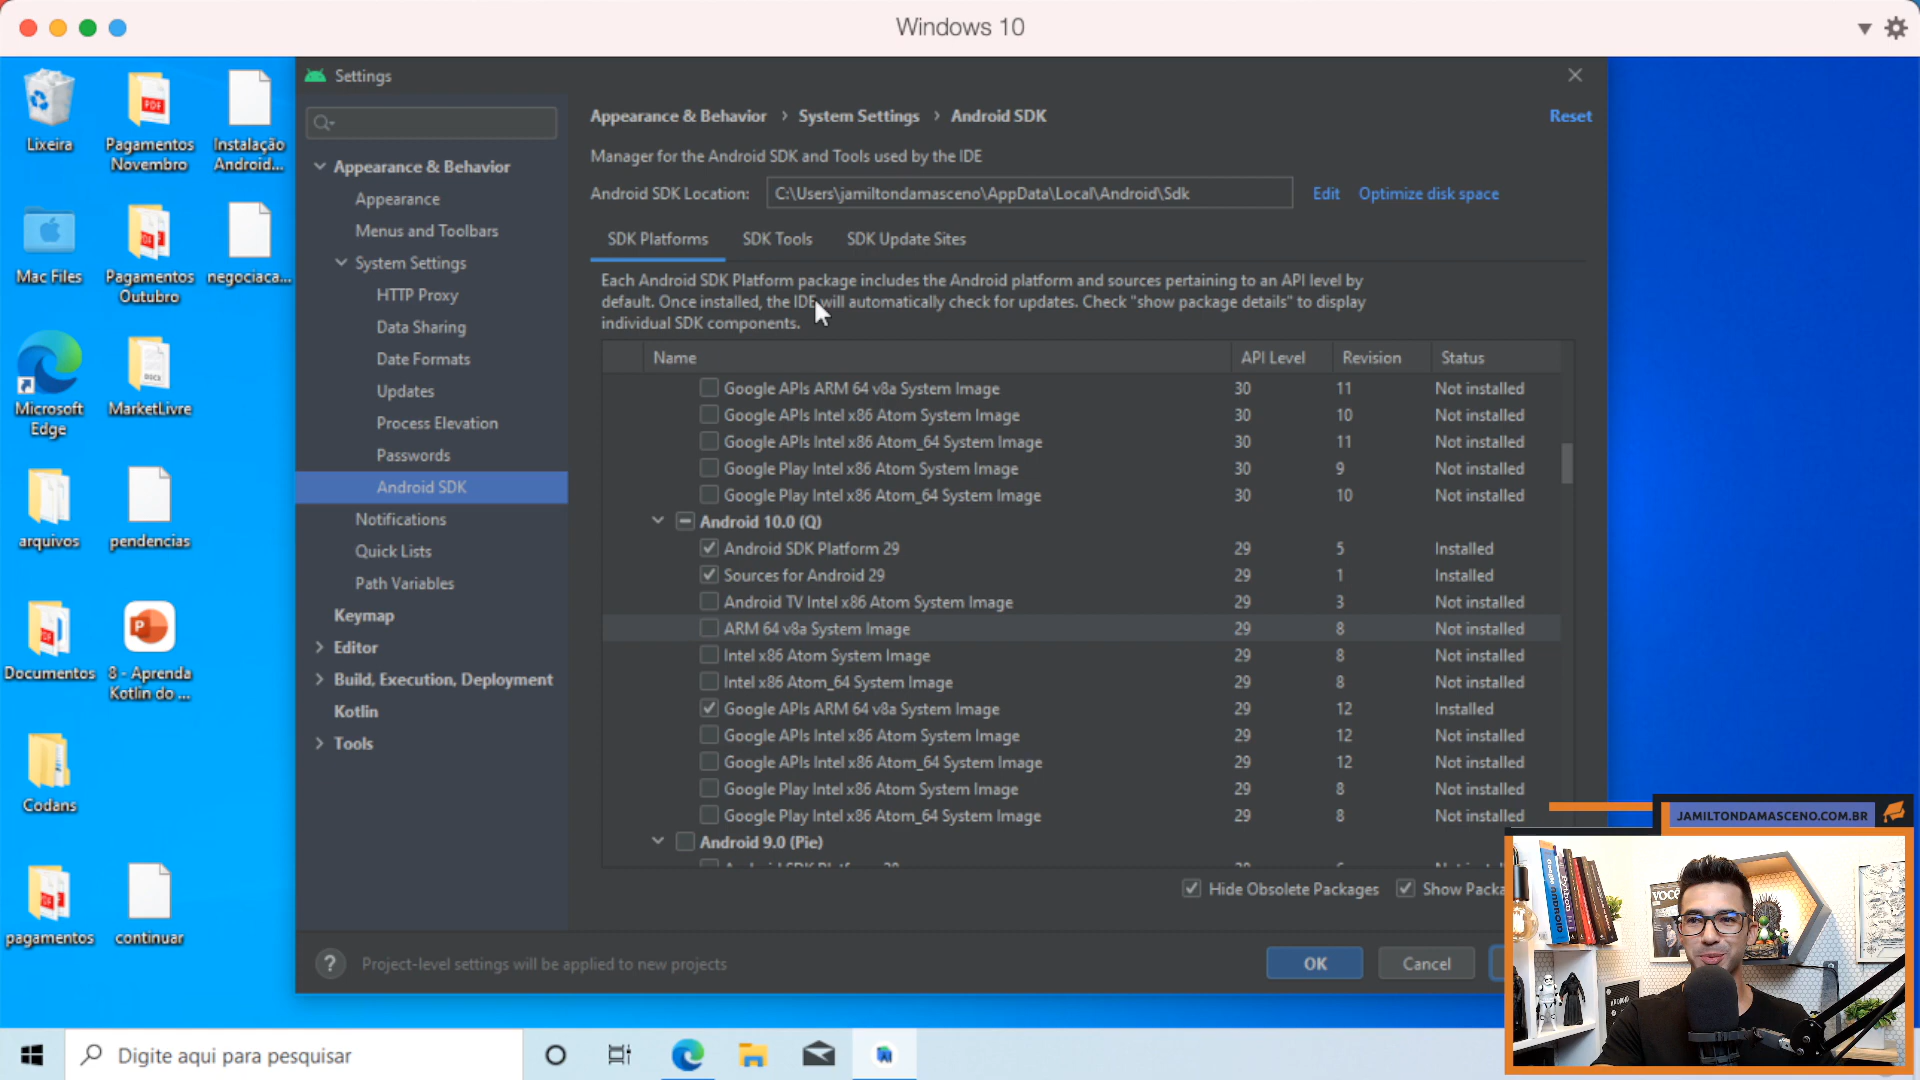 Windows 10
Lixeira
Pagamentos
Novembro
Instalação
Android...
Mac Files
Pagamentos
Outubro
negociaca...
Microsoft
Edge
MarketLivre
arquivos
pendencias
Documentos
8 - Aprenda
Kotlin do ...
Codans
pagamentos
continuar
Settings
Appearance & Behavior
Appearance
Menus and Toolbars
System Settings
HTTP Proxy
Data Sharing
Date Formats
Updates
Process Elevation
Passwords
Android SDK
Notifications
Quick Lists
Path Variables
Keymap
Editor
Build, Execution, Deployment
Kotlin
Tools
Appearance & Behavior › System Settings › Android SDK
Reset
Manager for the Android SDK and Tools used by the IDE
Android SDK Location: C:\Users\jamiltondamasceno\AppData\Local\Android\Sdk Edit Optimize disk space
SDK Platforms SDK Tools SDK Update Sites
Each Android SDK Platform package includes the Android platform and sources pertaining to an API level by
default. Once installed, the IDE will automatically check for updates. Check "show package details" to display
individual SDK components.
Name API Level Revision Status
Google APIs ARM 64 v8a System Image 30 11 Not installed
Google APIs Intel x86 Atom System Image 30 10 Not installed
Google APIs Intel x86 Atom_64 System Image 30 11 Not installed
Google Play Intel x86 Atom System Image 30 9 Not installed
Google Play Intel x86 Atom_64 System Image 30 10 Not installed
Android 10.0 (Q)
Android SDK Platform 29 29 5 Installed
Sources for Android 29 29 1 Installed
Android TV Intel x86 Atom System Image 29 3 Not installed
ARM 64 v8a System Image 29 8 Not installed
Intel x86 Atom System Image 29 8 Not installed
Intel x86 Atom_64 System Image 29 8 Not installed
Google APIs ARM 64 v8a System Image 29 12 Installed
Google APIs Intel x86 Atom System Image 29 12 Not installed
Google APIs Intel x86 Atom_64 System Image 29 12 Not installed
Google Play Intel x86 Atom System Image 29 8 Not installed
Google Play Intel x86 Atom_64 System Image 29 8 Not installed
Android 9.0 (Pie)
Hide Obsolete Packages Show Packa
? Project-level settings will be applied to new projects
OK Cancel
JAMILTONDAMASCENO.COM.BR
VOCÊ
Digite aqui para pesquisar